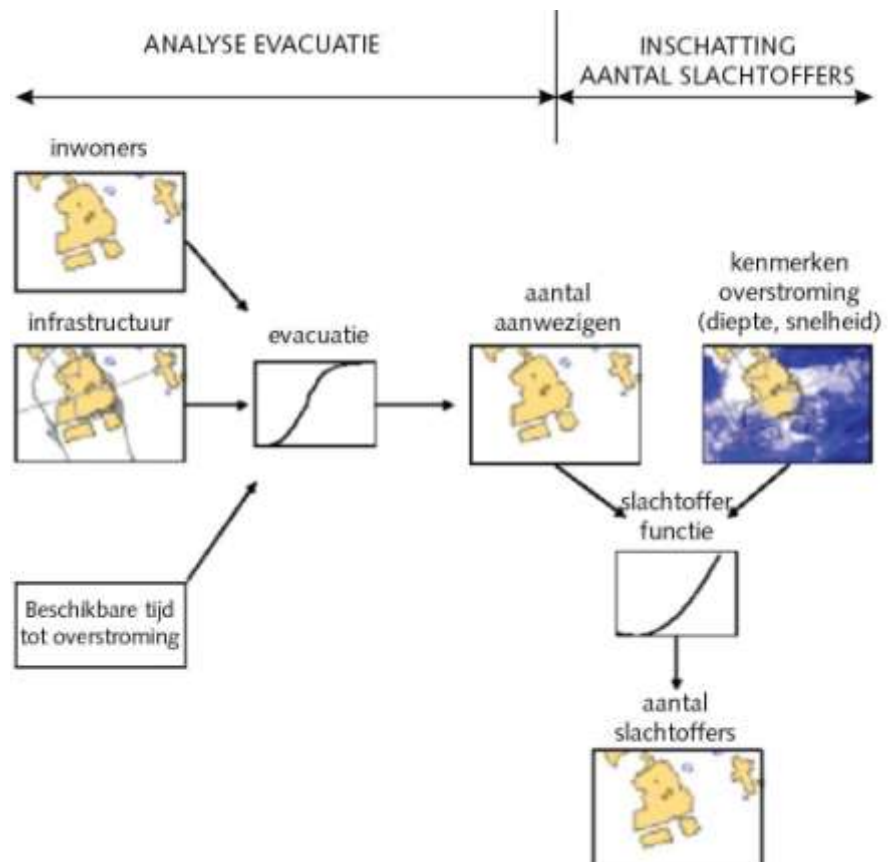 ANALYSE EVACUATIE
INSCHATTING
AANTAL SLACHTOFFERS
inwoners
infrastructuur
evacuatie
Beschikbare tijd
tot overstroming
aantal
aanwezigen
kenmerken
overstroming
(diepte, snelheid)
slachtoffer
functie
aantal
slachtoffers